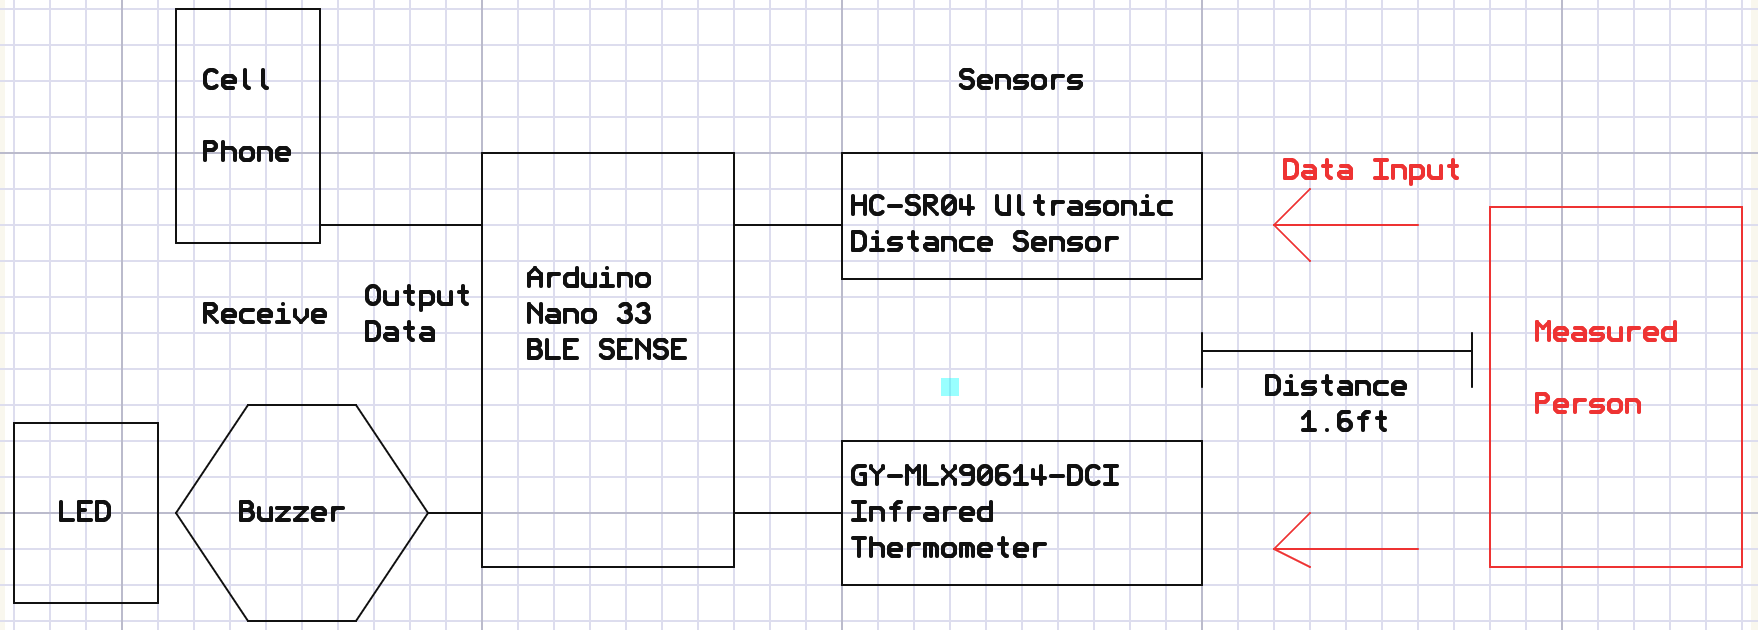 Cell
Phone
Sensors
Data Input
HC-SR04 Ultrasonic
Distance Sensor
Arduino
Nano 33
BLE SENSE
Output
Data
Receive
Measured
Person
Distance
1.6ft
LED
Buzzer
GY-MLX90614-DCI
Infrared
Thermometer